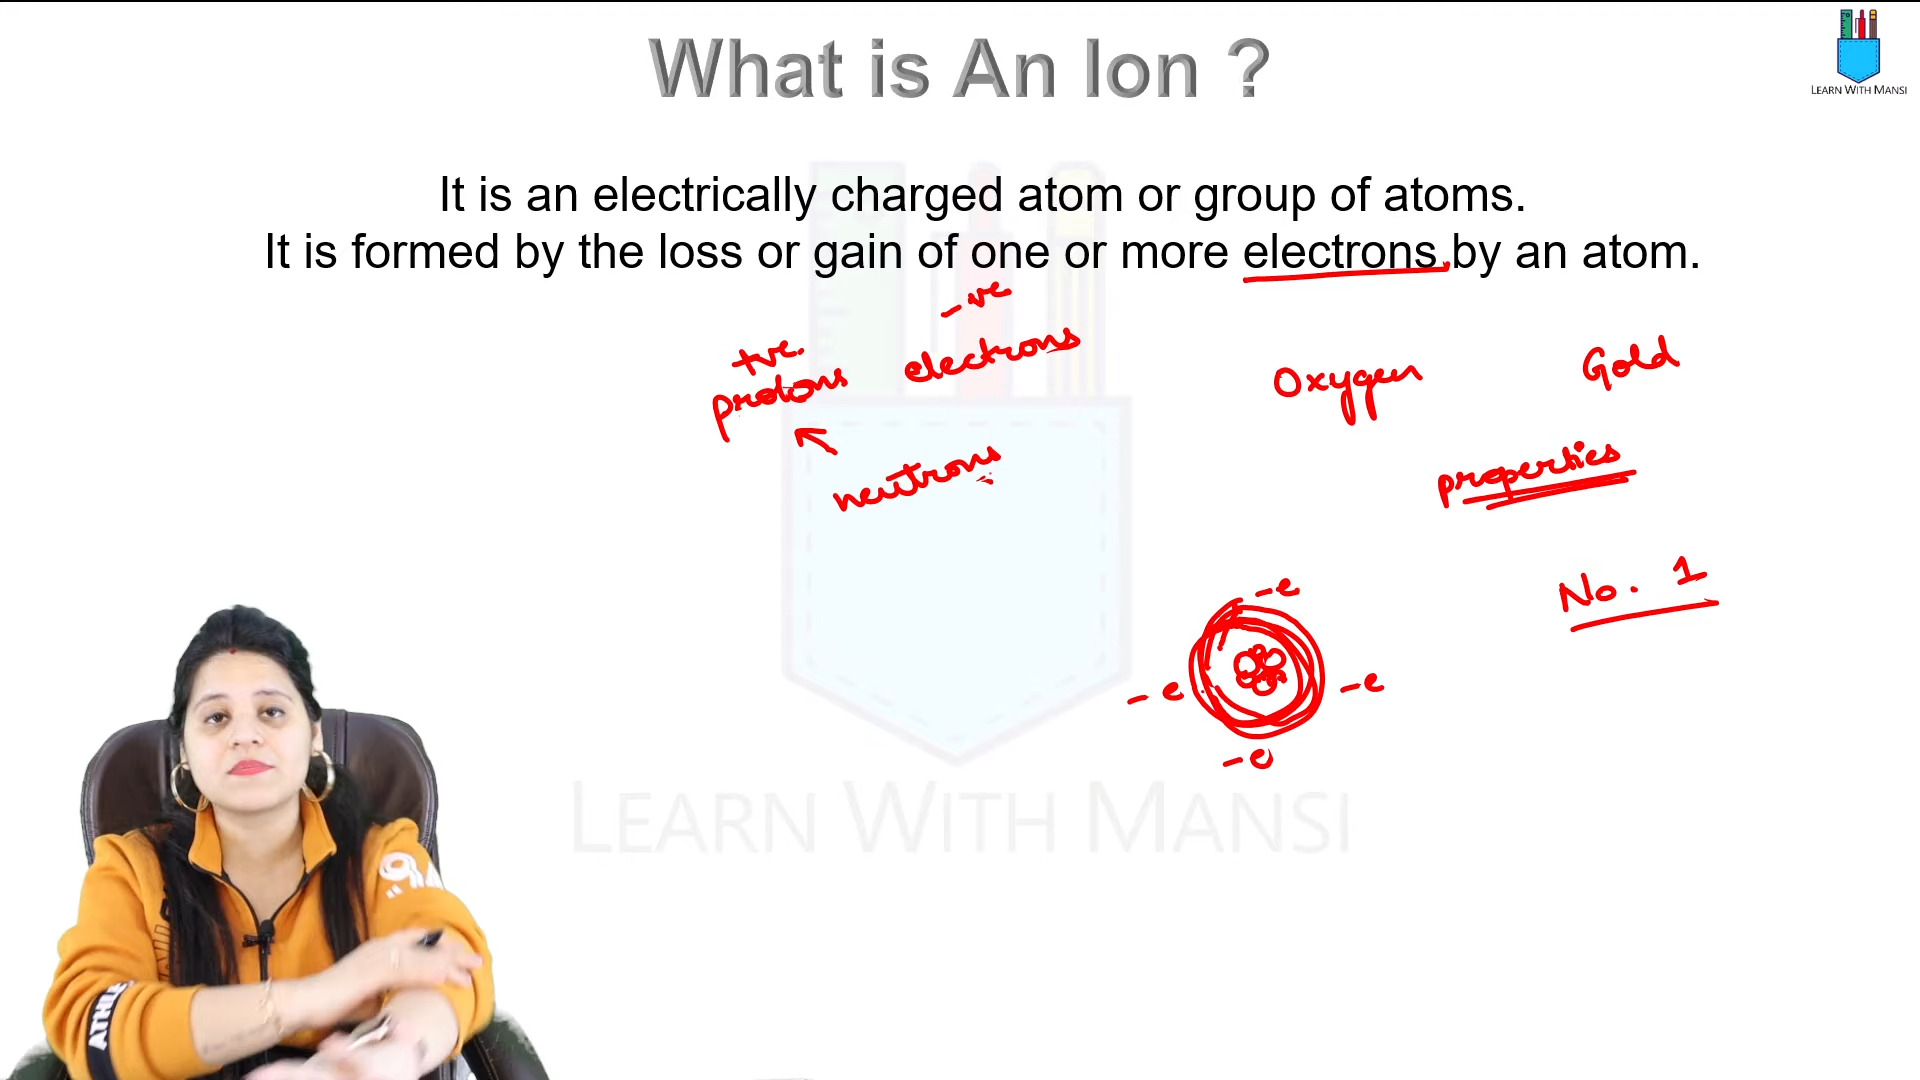 What is An Ion ?
LEARN WITH MANSI
It is an electrically charged atom or group of atoms.
It is formed by the loss or gain of one or more electrons by an atom.
-ve
+ve
protons electrons
Oxygen Gold
neutrons
properties
No. 1
-e
-e -e
-e
LEARN WITH MANSI
ATHLE